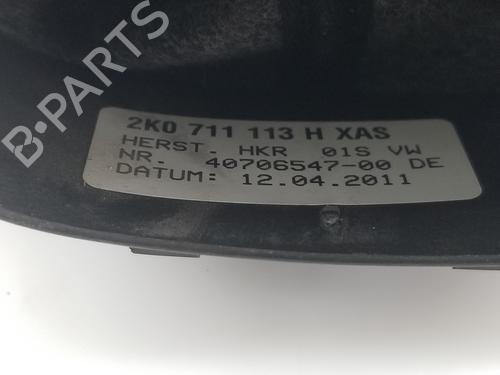 B-PARTS
2K0 711 113 H XAS
HERST. HKR 01S VW
NR. 40706547-00 DE
DATUM: 12.04.2011